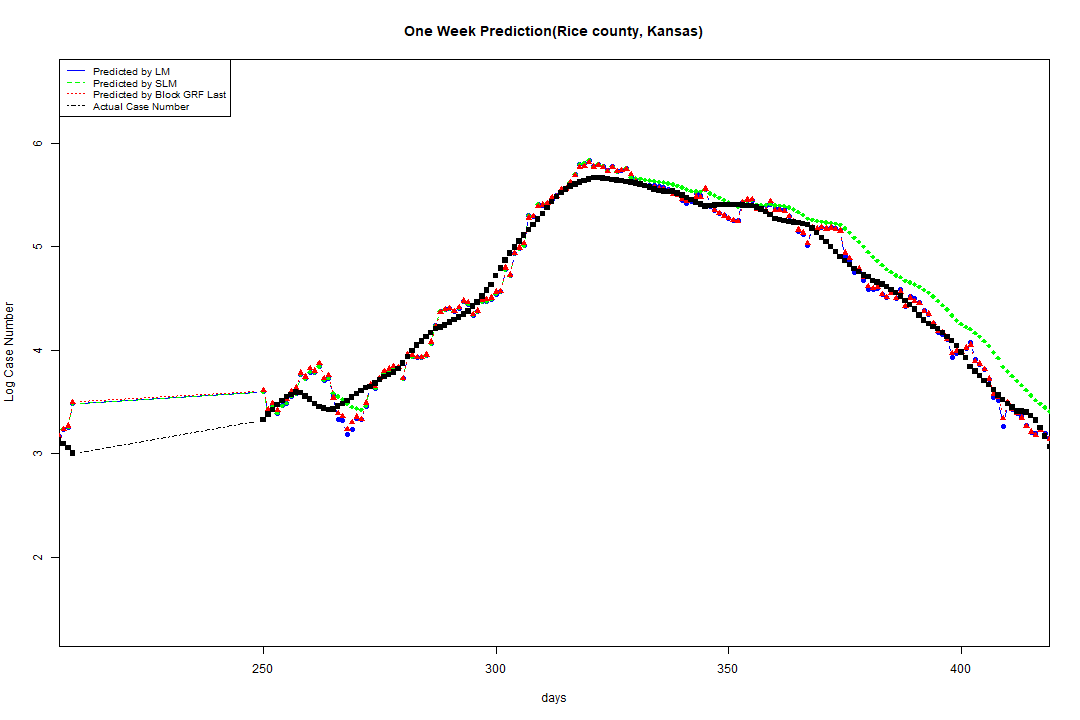 One Week Prediction(Rice county, Kansas)
Predicted by LM
Predicted by SLM
Predicted by Block GRF Last
Actual Case Number
6
5
4
3
2
Log Case Number
250 300 350 400
days